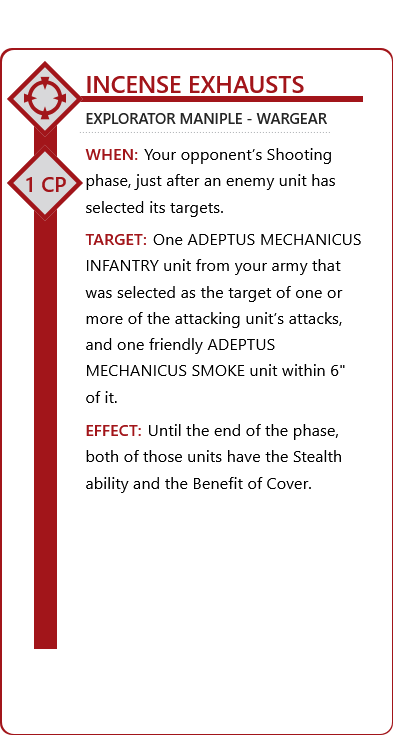 INCENSE EXHAUSTS
EXPLORATOR MANIPLE - WARGEAR
1 CP
WHEN: Your opponent’s Shooting
phase, just after an enemy unit has
selected its targets.
TARGET: One ADEPTUS MECHANICUS
INFANTRY unit from your army that
was selected as the target of one or
more of the attacking unit’s attacks,
and one friendly ADEPTUS
MECHANICUS SMOKE unit within 6"
of it.
EFFECT: Until the end of the phase,
both of those units have the Stealth
ability and the Benefit of Cover.